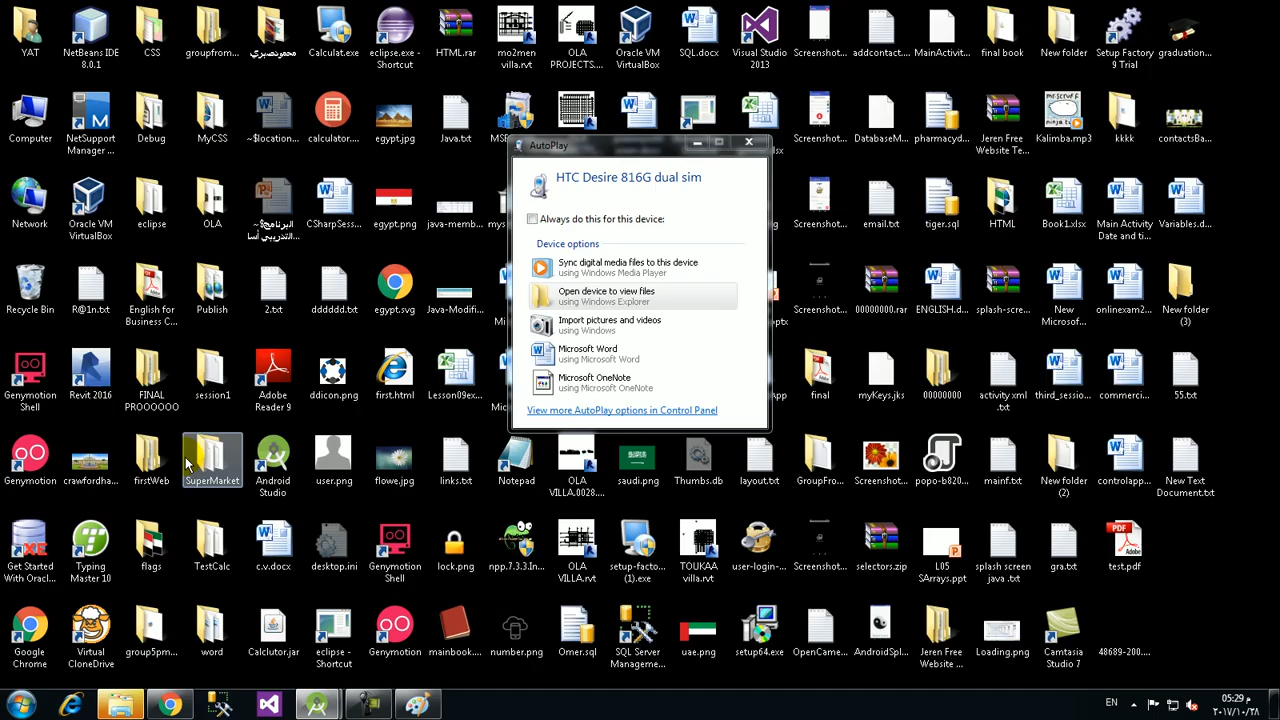 YAT
NetBeans IDE
8.0.1
CSS
groupfrom...
محمودصبري
Calculat.exe
eclipse.exe -
Shortcut
HTML.rar
mo2men
villa.rvt
OLA
PROJECTS....
Oracle VM
VirtualBox
SQL.docx
Visual Studio
2013
Screenshot...
addcontact....
MainActivit...
final book
New folder
Setup Factory
9 Trial
graduation...
Computer
NetSupport
Manager ...
Debug
MyCSS
~$location...
calculator...
egypt.jpg
Java.txt
Screenshot...
DatabaseM...
pharmacyd...
Jeren Free
Website Te...
Kalimba.mp3
kkkk
contactsBa...
AutoPlay
HTC Desire 816G dual sim
Always do this for this device:
Device options
Sync digital media files to this device
using Windows Media Player
Open device to view files
using Windows Explorer
Import pictures and videos
using Windows
Microsoft Word
using Microsoft Word
Microsoft OneNote
using Microsoft OneNote
View more AutoPlay options in Control Panel
Network
Oracle VM
VirtualBox
eclipse
OLA
~$البرنامج
التدريبي أسا...
CSharpSess...
egypt.png
java-memb...
Screenshot...
email.txt
tiger.sql
HTML
Book1.xlsx
Main Activity
Date and ti...
Variables.d...
Recycle Bin
R@1n.txt
English for
Business C...
Publish
2.txt
dddddd.txt
egypt.svg
Java-Modifi...
Screenshot...
00000000.rar
ENGLISH.d...
splash-scre...
New
Microsof...
onlinexam2...
New folder
(3)
Genymotion
Shell
Revit 2016
FINAL
PROOOOOO
session1
Adobe
Reader 9
ddicon.png
first.html
Lesson09ex...
final
myKeys.jks
00000000
activity xml
.txt
third_sessio...
commerci...
55.txt
Genymotion
crawfordha...
firstWeb
SuperMarket
Android
Studio
user.png
flowe.jpg
links.txt
Notepad
OLA
VILLA.0028....
saudi.png
Thumbs.db
layout.txt
GroupFro...
Screenshot...
popo-b820...
mainf.txt
New folder
(2)
controlapp...
New Text
Document.txt
Get Started
With Oracl...
Typing
Master 10
flags
TestCalc
c.v.docx
desktop.ini
Genymotion
Shell
lock.png
npp.7.3.3.In...
OLA
VILLA.rvt
setup-facto...
(1).exe
TOUKAA
villa.rvt
user-login-...
Screenshot...
selectors.zip
L05
SArrays.ppt
splash screen
java .txt
gra.txt
test.pdf
Google
Chrome
Virtual
CloneDrive
group5pm...
word
Calclutor.jar
eclipse -
Shortcut
Genymotion
mainbook....
number.png
Omer.sql
SQL Server
Manageme...
uae.png
setup64.exe
OpenCame...
AndroidSpl...
Jeren Free
Website ...
Loading.png
Camtasia
Studio 7
48689-200....
EN
05:29 م
٢٠١٧/١٠/٢٨